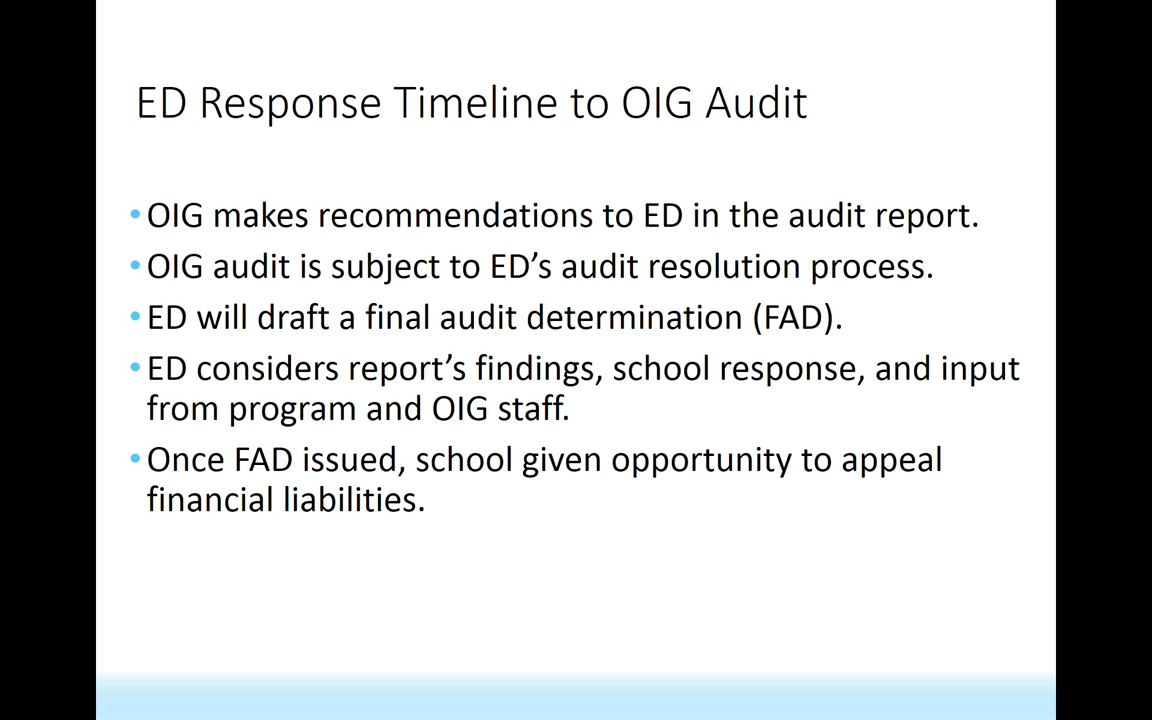 ED Response Timeline to OIG Audit
•OIG makes recommendations to ED in the audit report.
•OIG audit is subject to ED’s audit resolution process.
•ED will draft a final audit determination (FAD).
•ED considers report’s findings, school response, and input
from program and OIG staff.
•Once FAD issued, school given opportunity to appeal
financial liabilities.